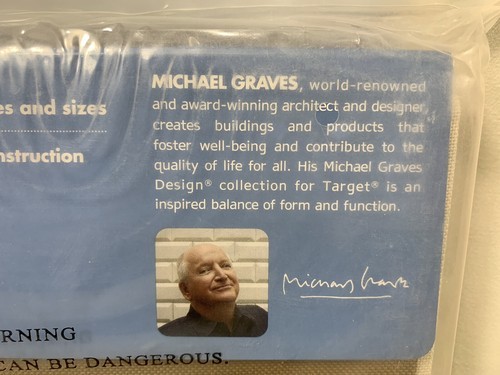 MICHAEL GRAVES, world-renowned
and award-winning architect and designer,
creates buildings and products that
foster well-being and contribute to the
quality of life for all. His Michael Graves
Design® collection for Target® is an
inspired balance of form and function.
es and sizes
nstruction
Michael Graves
RNING
CAN BE DANGEROUS.